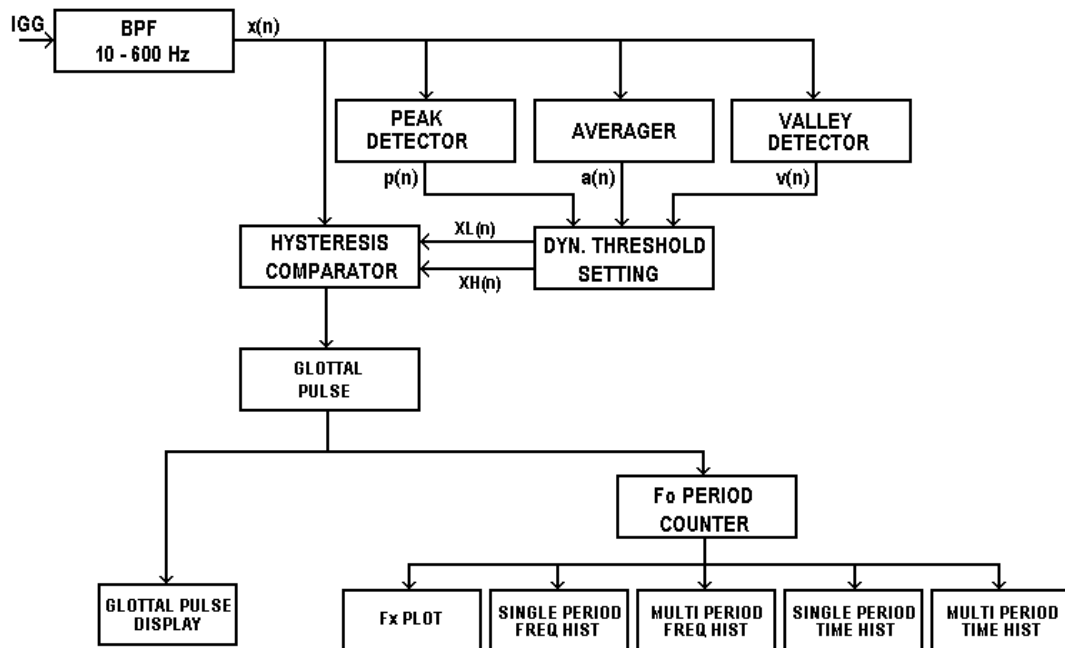 IGG
BPF
10 - 600 Hz
x(n)
PEAK
DETECTOR
AVERAGER
VALLEY
DETECTOR
p(n)
a(n)
v(n)
HYSTERESIS
COMPARATOR
XL(n)
XH(n)
DYN. THRESHOLD
SETTING
GLOTTAL
PULSE
Fo PERIOD
COUNTER
GLOTTAL PULSE
DISPLAY
Fx PLOT
SINGLE PERIOD
FREQ HIST
MULTI PERIOD
FREQ HIST
SINGLE PERIOD
TIME HIST
MULTI PERIOD
TIME HIST